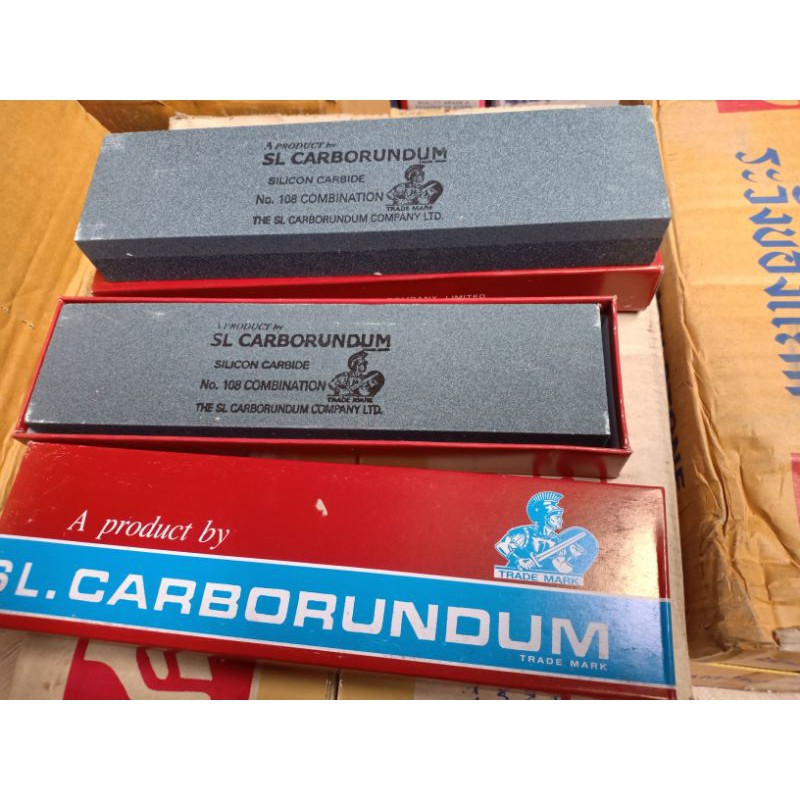 A PRODUCT by
SL CARBORUNDUM
SILICON CARBIDE
No. 108 COMBINATION
TRADE MARK
THE SL CARBORUNDUM COMPANY LTD.
COMPANY LIMITED
A PRODUCT by
SL CARBORUNDUM
SILICON CARBIDE
No. 108 COMBINATION
TRADE MARK
THE SL CARBORUNDUM COMPANY LTD.
A product by
TRADE MARK
SL. CARBORUNDUM
TRADE MARK